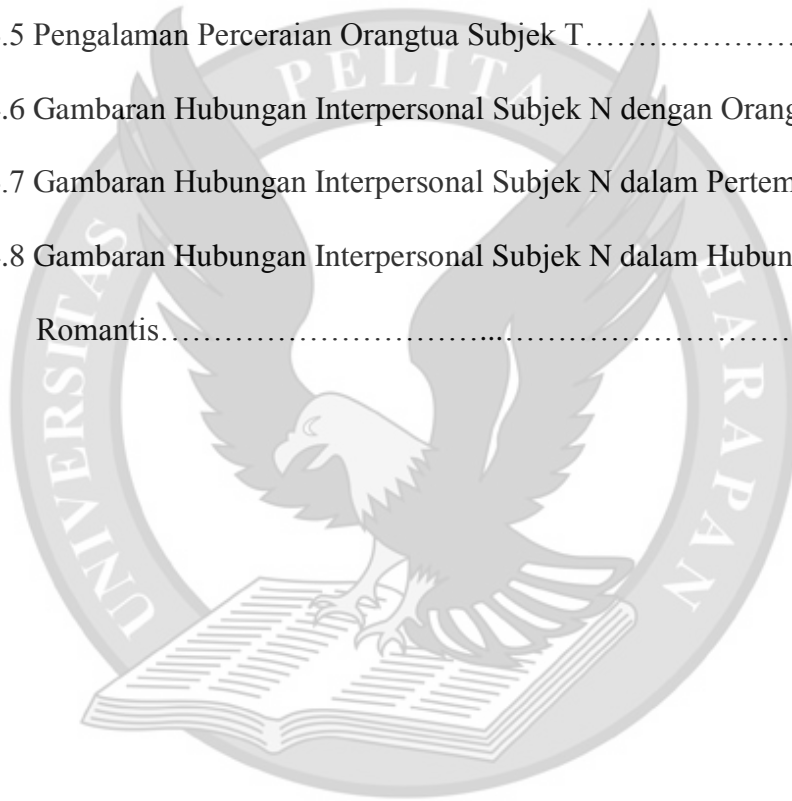 .5 Pengalaman Perceraian Orangtua Subjek T…………………
.6 Gambaran Hubungan Interpersonal Subjek N dengan Orang
.7 Gambaran Hubungan Interpersonal Subjek N dalam Pertem
.8 Gambaran Hubungan Interpersonal Subjek N dalam Hubun
Romantis…………………………...…………………………
UNIVERSITAS PELITA HARAPAN